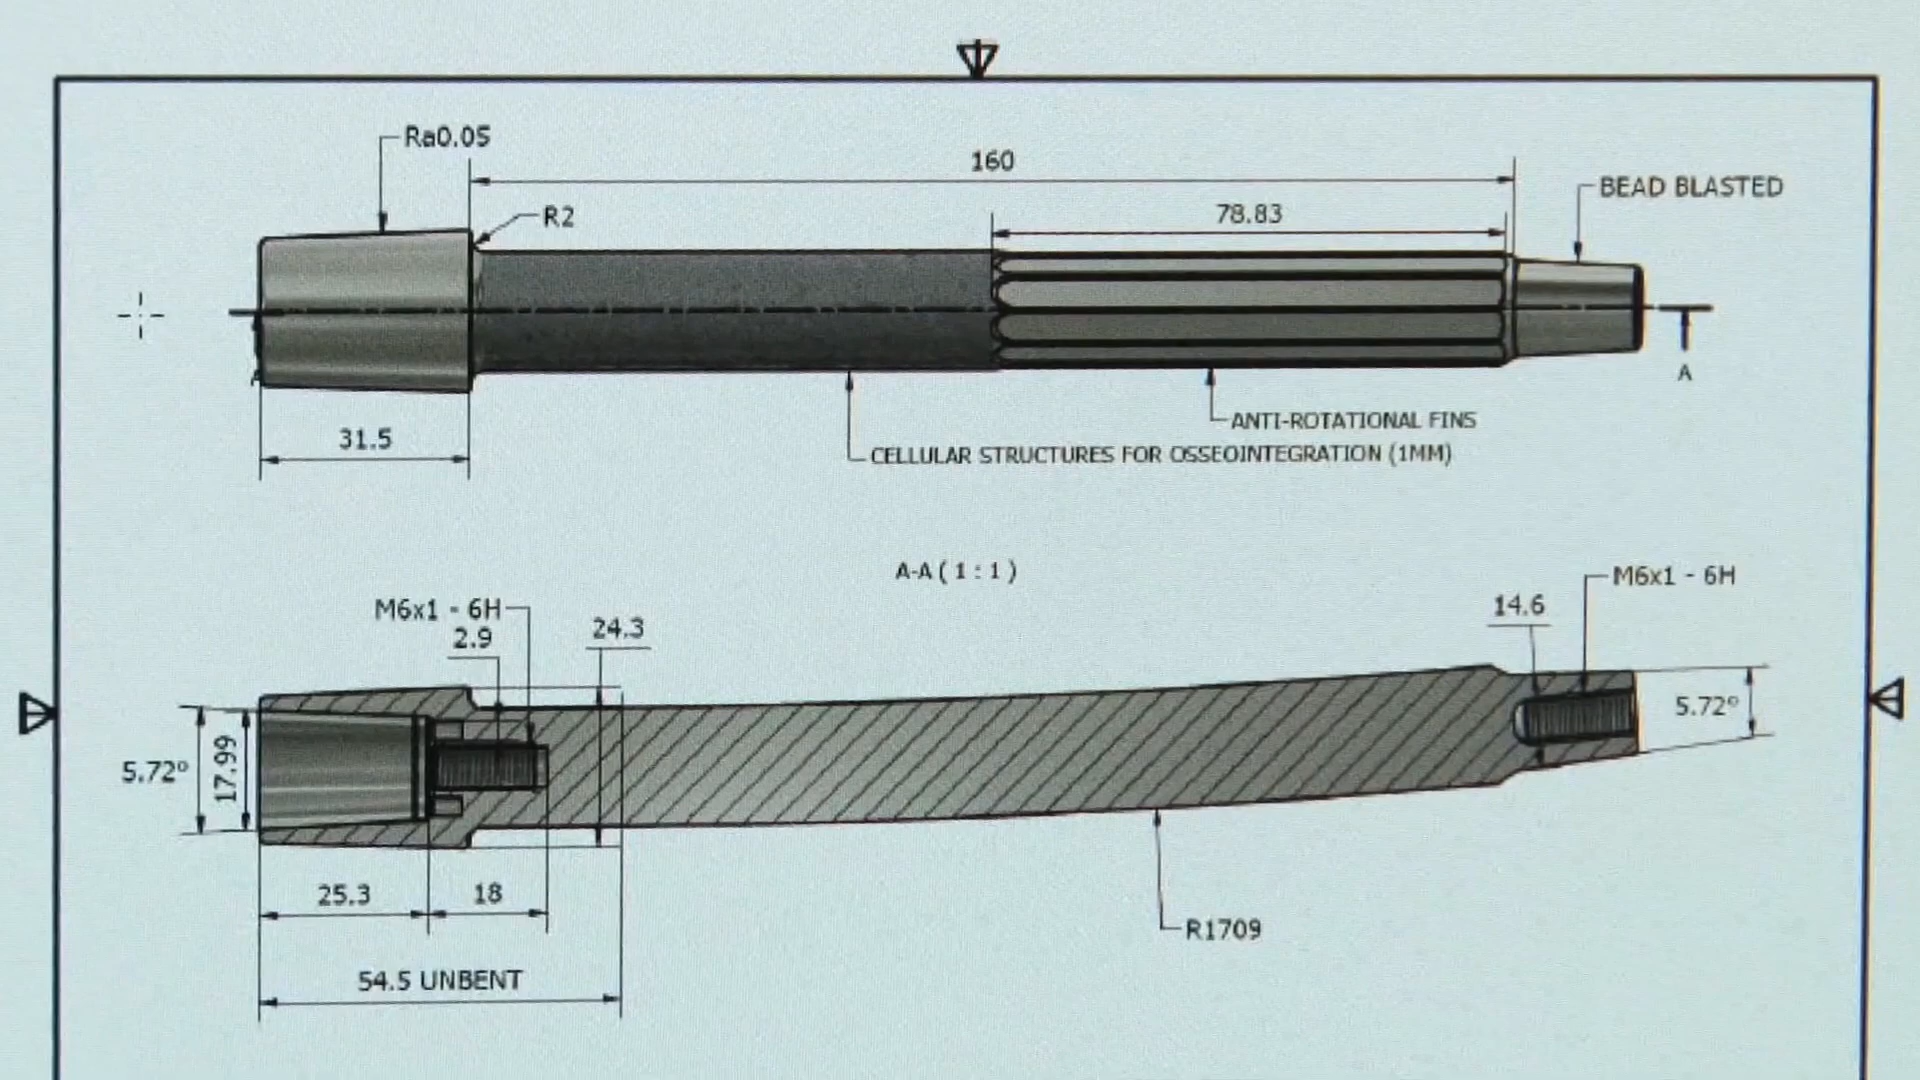 Ra0.05
160
BEAD BLASTED
R2
78.83
A
ANTI-ROTATIONAL FINS
31.5
CELLULAR STRUCTURES FOR OSSEOINTEGRATION (1MM)
A-A ( 1 : 1 )
M6x1 - 6H
2.9
24.3
14.6
M6x1 - 6H
5.72°
17.99
5.72°
25.3
18
R1709
54.5 UNBENT